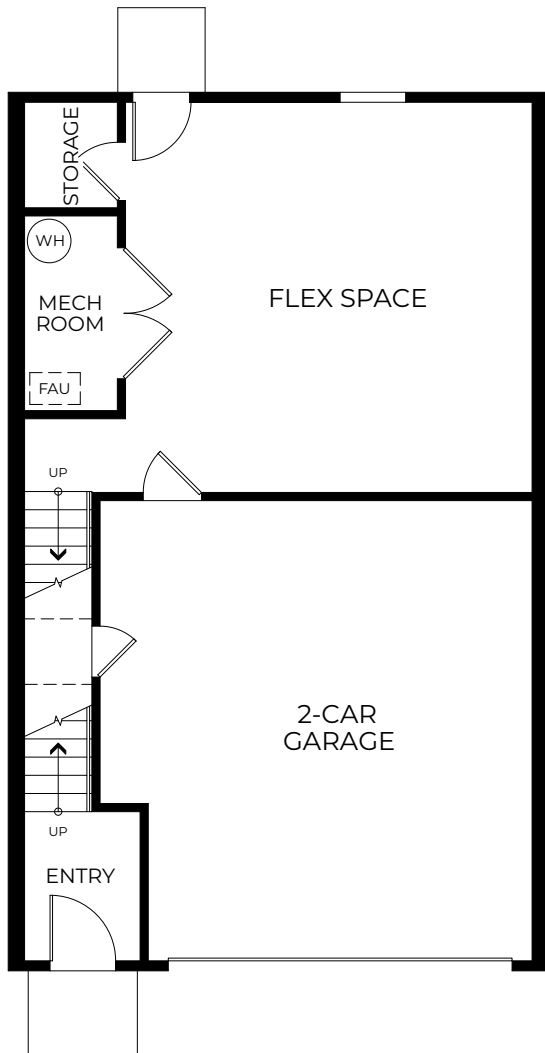 STORAGE
WH
MECH
ROOM
FLEX SPACE
FAU
UP
2-CAR
GARAGE
UP
ENTRY